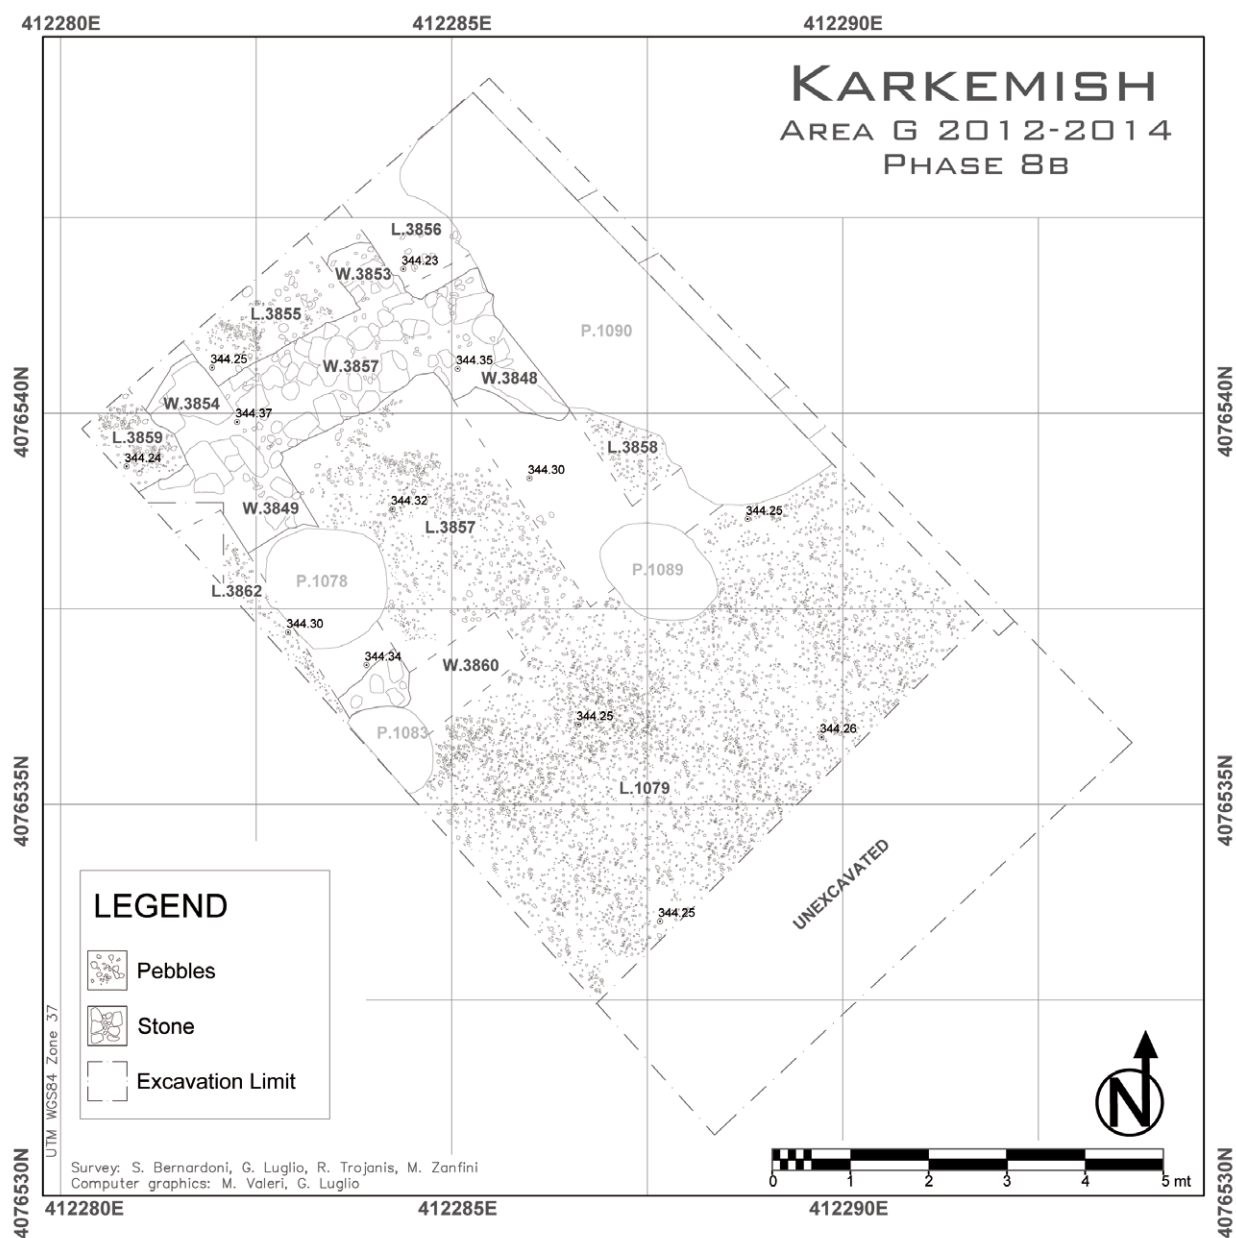 412280E
412285E
412290E
KARKEMISH
AREA G 2012-2014
PHASE 8B
L.3856
344.23
W.3853
L.3855
P.1090
344.25
W.3857
344.35
W.3848
W.3854
344.37
4076540N
4076540N
L.3859
344.24
L.3858
344.30
344.32
W.3849
L.3857
344.25
P.1078
P.1089
L.3862
344.30
344.34
W.3860
344.25
344.26
P.1083
L.1079
4076535N
4076535N
UNEXCAVATED
344.25
LEGEND
Pebbles
Stone
Excavation Limit
UTM WGS84 Zone 37
N
Survey: S. Bernardoni, G. Luglio, R. Trojanis, M. Zanfini
Computer graphics: M. Valeri, G. Luglio
0 1 2 3 4 5 mt
4076530N
4076530N
412280E
412285E
412290E